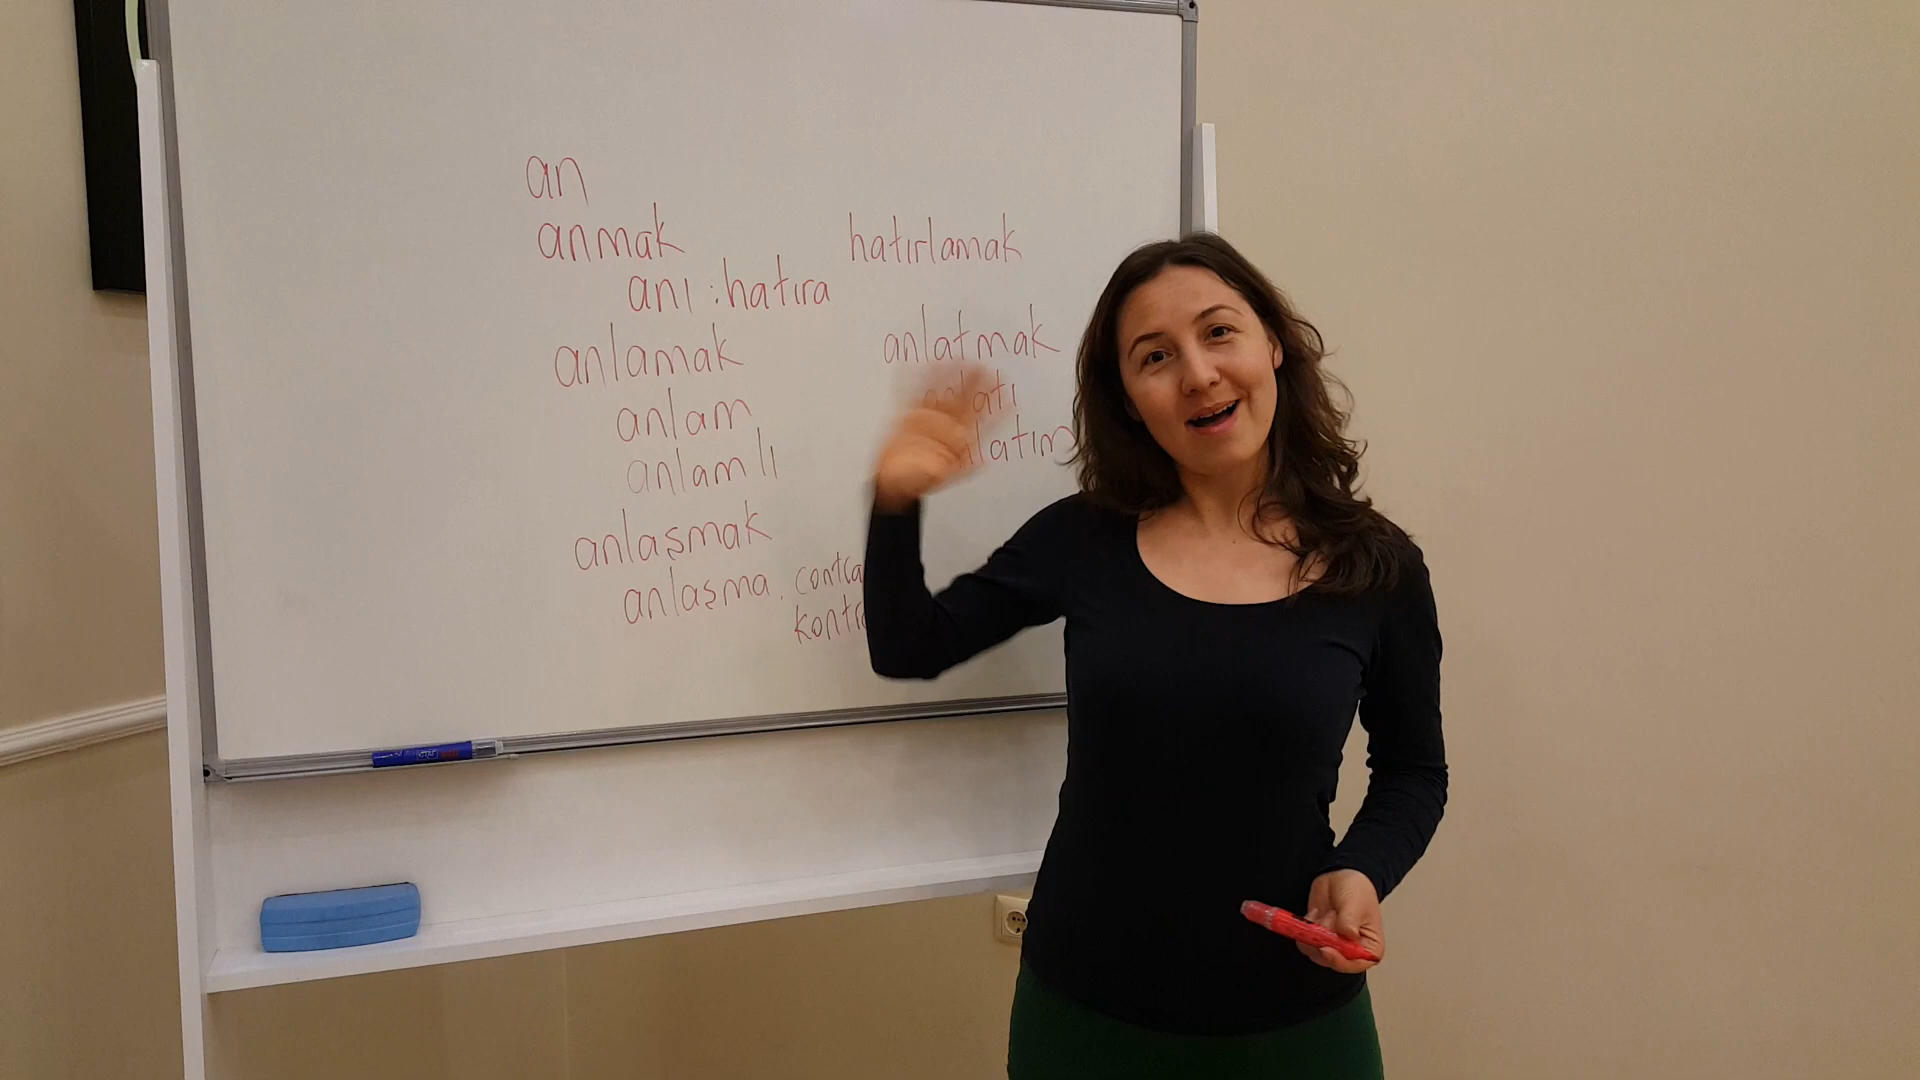 an
anmak hatırlamak
anı : hatıra
anlamak anlatmak
anlam
anlamlı
anlaşmak
anlaşma.